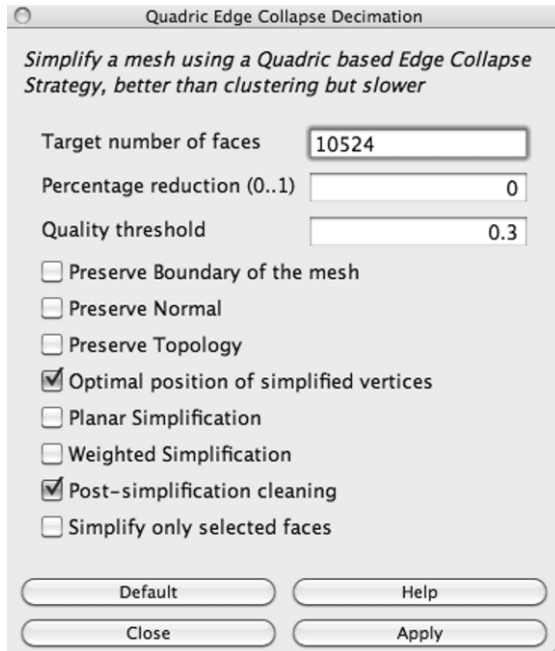 Quadric Edge Collapse Decimation
Simplify a mesh using a Quadric based Edge Collapse
Strategy, better than clustering but slower
Target number of faces 10524
Percentage reduction (0..1) 0
Quality threshold 0.3
Preserve Boundary of the mesh
Preserve Normal
Preserve Topology
Optimal position of simplified vertices
Planar Simplification
Weighted Simplification
Post-simplification cleaning
Simplify only selected faces
Default Help
Close Apply